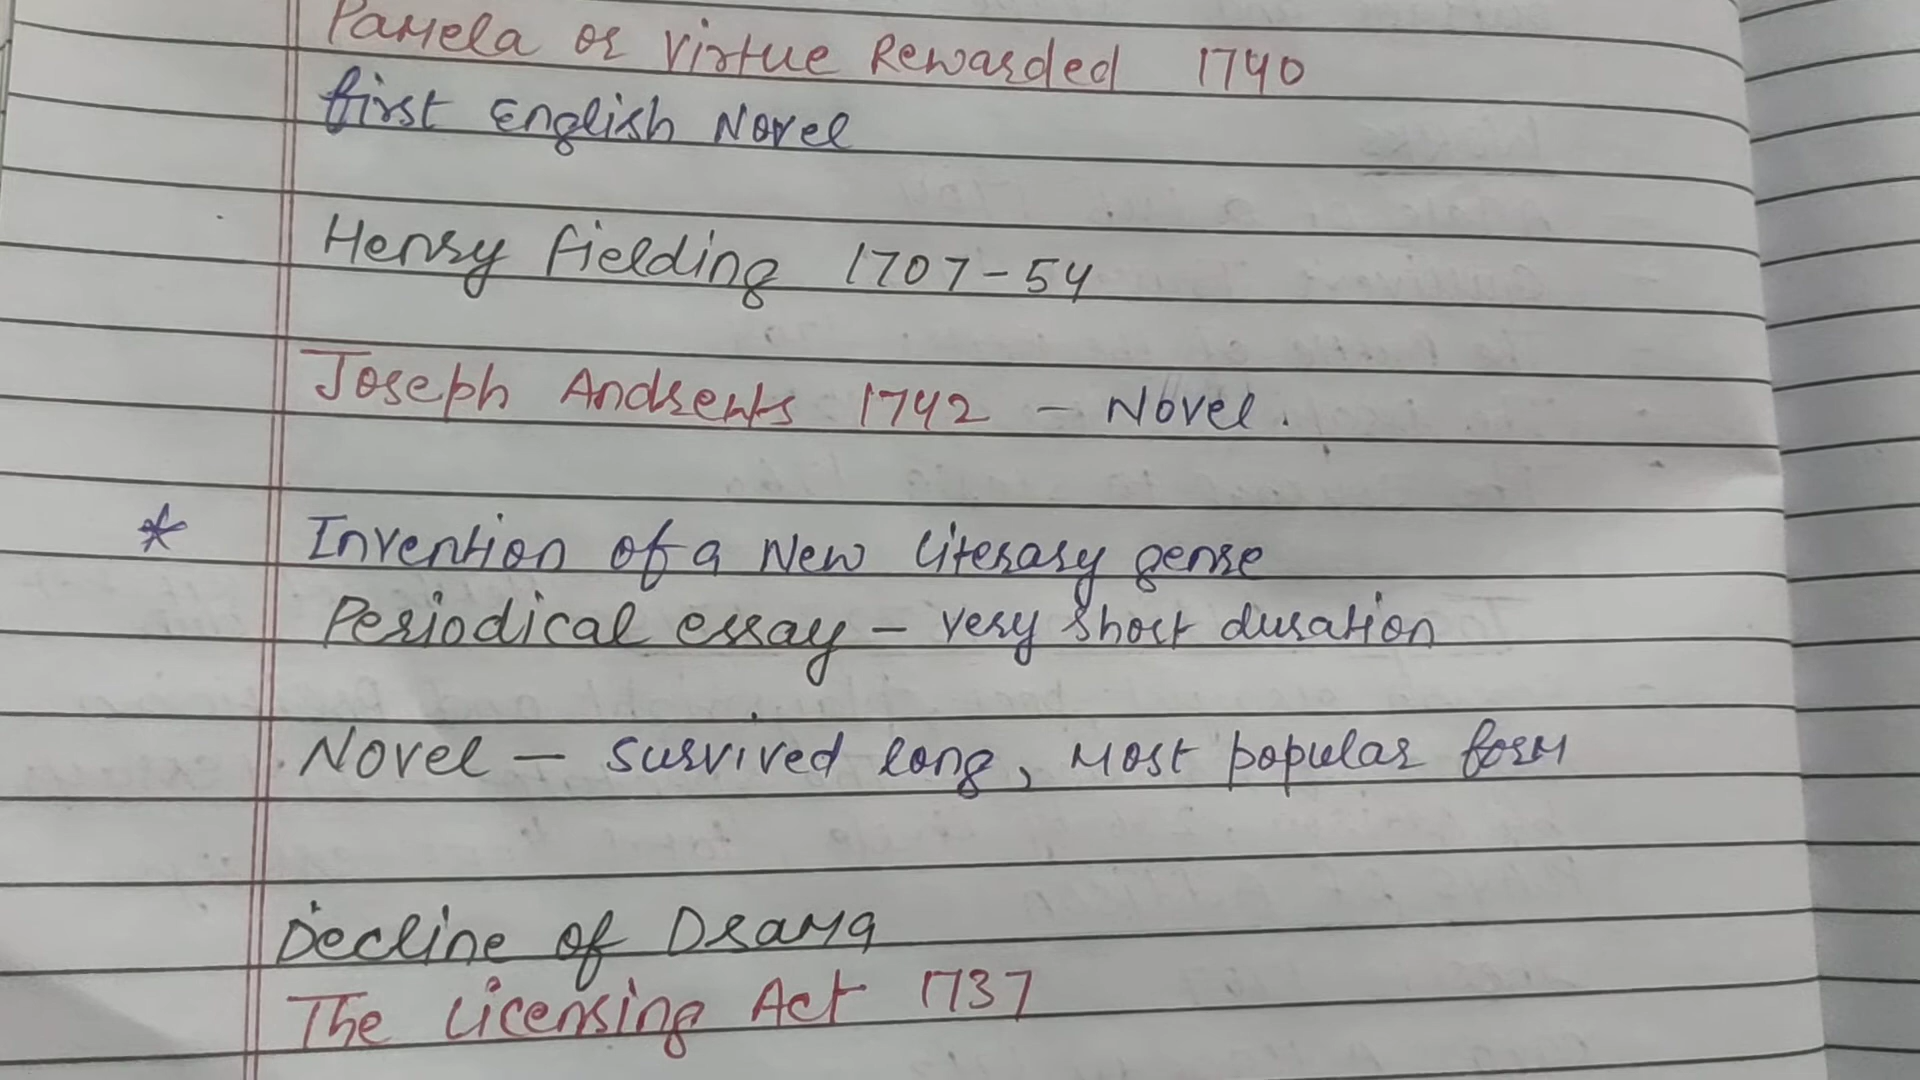 Pamela or Virtue Rewarded 1740
first English Novel
Henry Fielding 1707-54
Joseph Andrews 1742 - Novel.
* Invention of a New literary genre
Periodical essay - very short duration
Novel - survived long, Most popular form
Decline of Drama
The Licensing Act 1737